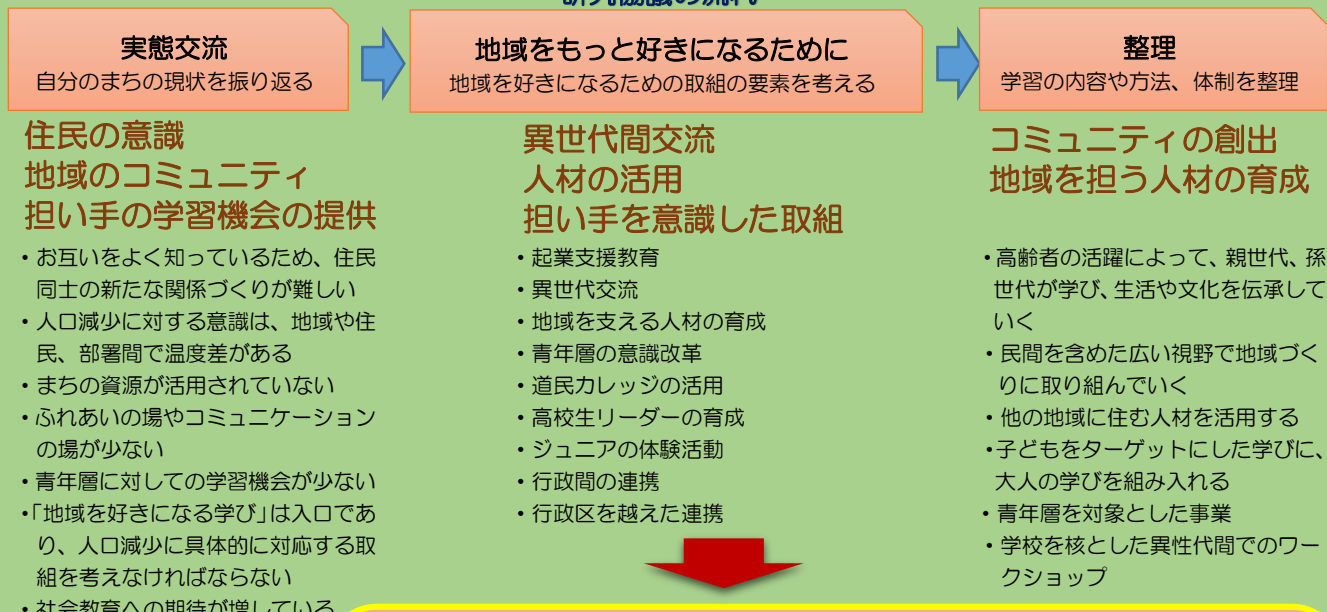 実態交流
自分のまちの現状を振り返る
地域をもっと好きになるために
地域を好きになるための取組の要素を考える
整理
学習の内容や方法、体制を整理
住民の意識
地域のコミュニティ
担い手の学習機会の提供
・お互いをよく知っているため、住民
同士の新たな関係づくりが難しい
・人口減少に対する意識は、地域や住
民、部署間で温度差がある
・まちの資源が活用されていない
・ふれあいの場やコミュニケーション
の場が少ない
・青年層に対しての学習機会が少ない
・「地域を好きになる学び」は入口であ
り、人口減少に具体的に対応する取
組を考えなければならない
・社会教育への期待が増している
異世代間交流
人材の活用
担い手を意識した取組
・起業支援教育
・異世代交流
・地域を支える人材の育成
・青年層の意識改革
・道民カレッジの活用
・高校生リーダーの育成
・ジュニアの体験活動
・行政間の連携
・行政区を越えた連携
コミュニティの創出
地域を担う人材の育成
・高齢者の活躍によって、親世代、孫
世代が学び、生活や文化を伝承して
いく
・民間を含めた広い視野で地域づく
りに取り組んでいく
・他の地域に住む人材を活用する
・子どもをターゲットにした学びに、
大人の学びを組み入れる
・青年層を対象とした事業
・学校を核とした異性代間でのワー
クショップ